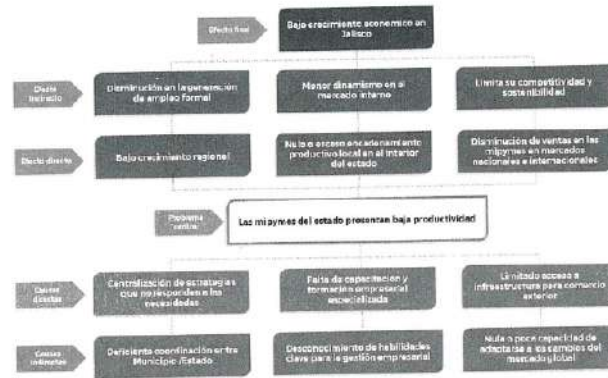 Efecto final
Bajo crecimiento económico en
Jalisco
Efecto
indirecto
Disminución en la generación
de empleo formal
Menor dinamismo en el
mercado interno
Limita su competitividad y
sostenibilidad
Efecto directo
Bajo crecimiento regional
Nulo o escaso encadenamiento
productivo local en el interior
del estado
Disminución de ventas en las
mipymes en mercados
nacionales e internacionales
Problema
central
Las mipymes del estado presentan baja productividad
Causas
directas
Centralización de estrategias
que no responden a las
necesidades
Falta de capacitación y
formación empresarial
especializada
Limitado acceso a
infraestructura para comercio
exterior
Causas
indirectas
Deficiente coordinación entre
Municipio /Estado
Desconocimiento de habilidades
clave para la gestión empresarial
Nula o poca capacidad de
adaptarse a los cambios del
mercado global